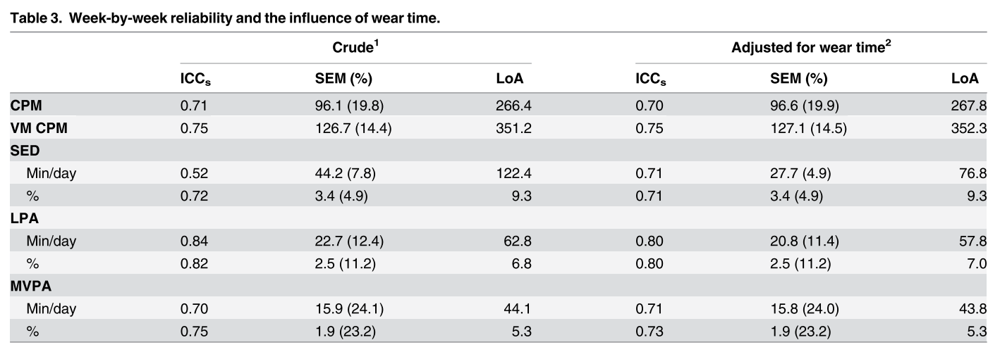 Table 3. Week-by-week reliability and the influence of wear time.
Crude1 Adjusted for wear time2
ICCs SEM (%) LoA ICCs SEM (%) LoA
CPM 0.71 96.1 (19.8) 266.4 0.70 96.6 (19.9) 267.8
VM CPM 0.75 126.7 (14.4) 351.2 0.75 127.1 (14.5) 352.3
SED
Min/day 0.52 44.2 (7.8) 122.4 0.71 27.7 (4.9) 76.8
% 0.72 3.4 (4.9) 9.3 0.71 3.4 (4.9) 9.3
LPA
Min/day 0.84 22.7 (12.4) 62.8 0.80 20.8 (11.4) 57.8
% 0.82 2.5 (11.2) 6.8 0.80 2.5 (11.2) 7.0
MVPA
Min/day 0.70 15.9 (24.1) 44.1 0.71 15.8 (24.0) 43.8
% 0.75 1.9 (23.2) 5.3 0.73 1.9 (23.2) 5.3